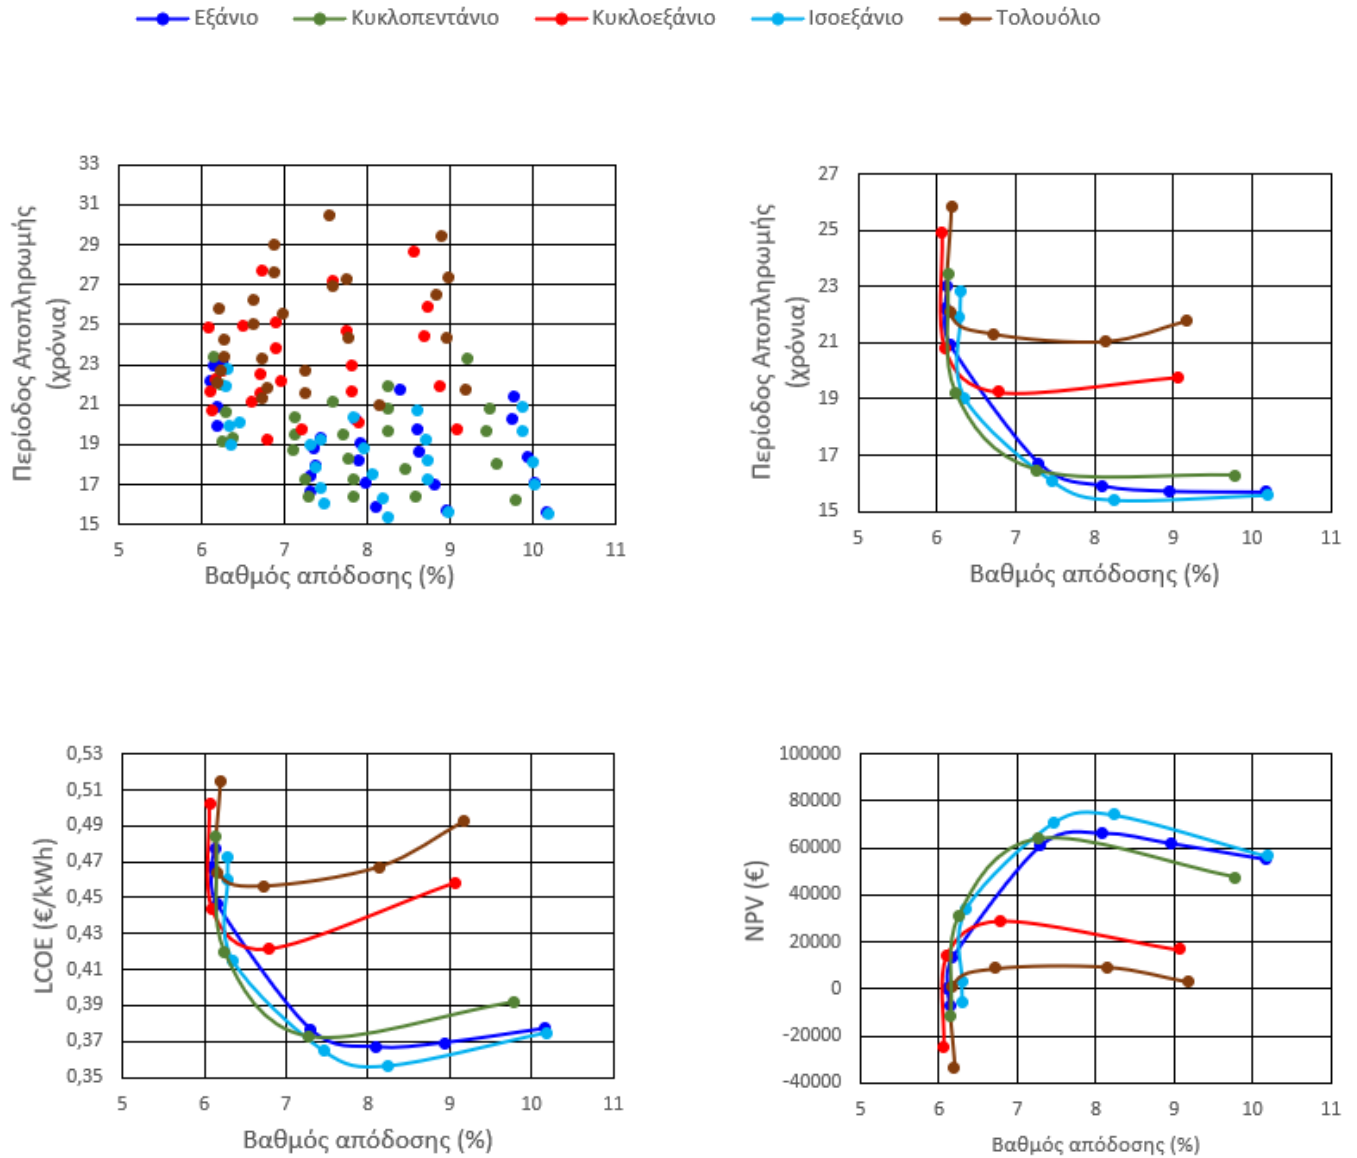 Εξάνιο Κυκλοπεντάνιο Κυκλοεξάνιο Ισοεξάνιο Τολουόλιο
33
31
29
27
25
23
21
19
17
15
5 6 7 8 9 10 11
Περίοδος Αποπληρωμής
(χρόνια)
Βαθμός απόδοσης (%)
27
25
23
21
19
17
15
5 6 7 8 9 10 11
Περίοδος Αποπληρωμής
(χρόνια)
Βαθμός απόδοσης (%)
0,53
0,51
0,49
0,47
0,45
0,43
0,41
0,39
0,37
0,35
5 6 7 8 9 10 11
LCOE (€/kWh)
Βαθμός απόδοσης (%)
100000
80000
60000
40000
20000
0
-20000
-40000
5 6 7 8 9 10 11
NPV (€)
Βαθμός απόδοσης (%)